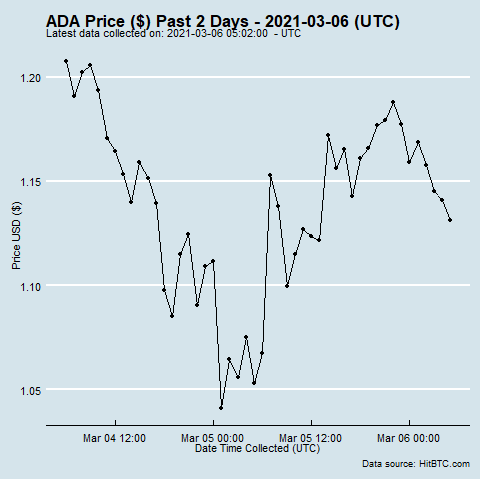 ADA Price ($) Past 2 Days - 2021-03-06 (UTC)
Latest data collected on: 2021-03-06 05:02:00 - UTC
1.20
1.15
1.10
1.05
Price USD ($)
Mar 04 12:00 Mar 05 00:00 Mar 05 12:00 Mar 06 00:00
Date Time Collected (UTC)
Data source: HitBTC.com